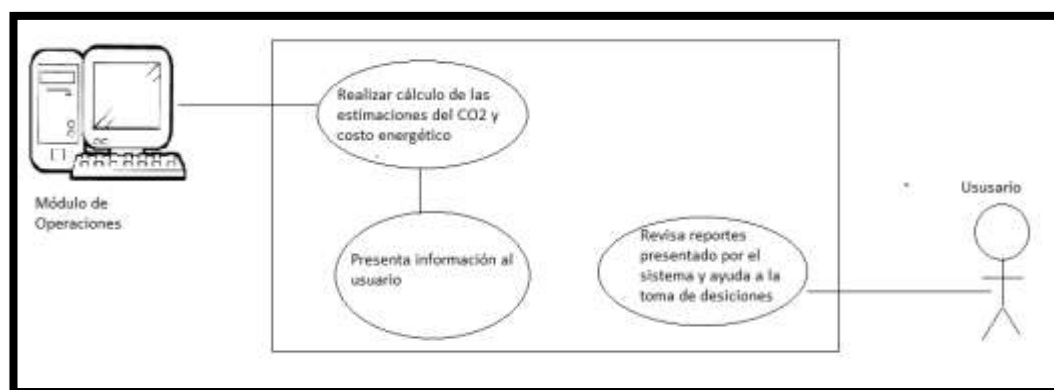 Realizar cálculo de las
estimaciones del CO2 y
costo energético
Módulo de
Operaciones
Presenta información al
usuario
Revisa reportes
presentado por el
sistema y ayuda a la
toma de desiciones
Ususario